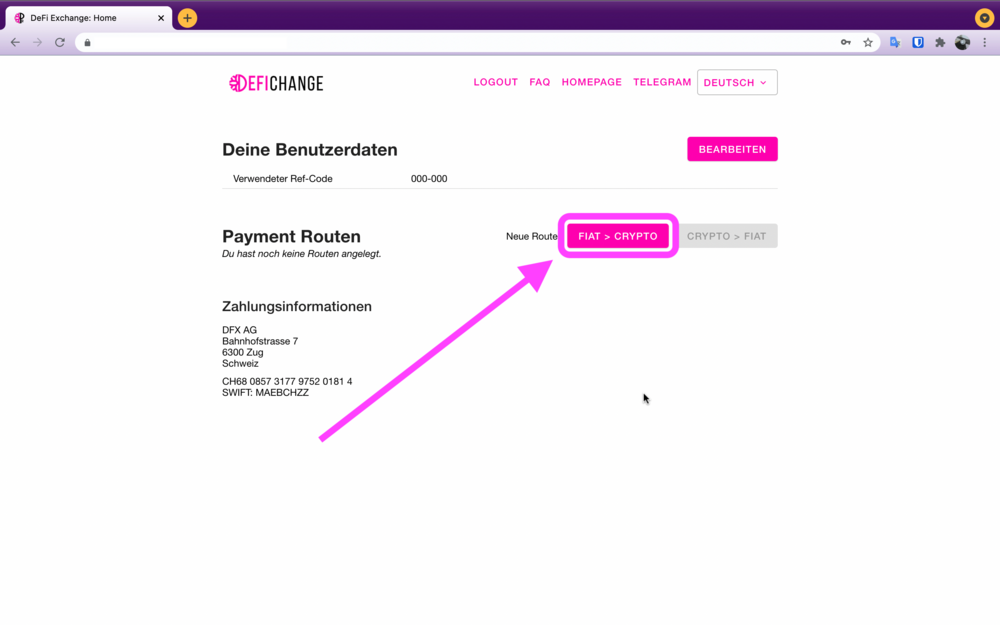 DeFi Exchange: Home
DEFICHANGE
LOGOUT FAQ HOMEPAGE TELEGRAM DEUTSCH
Deine Benutzerdaten
BEARBEITEN
Verwendeter Ref-Code 000-000
Payment Routen
Neue Route FIAT > CRYPTO CRYPTO > FIAT
Du hast noch keine Routen angelegt.
Zahlungsinformationen
DFX AG
Bahnhofstrasse 7
6300 Zug
Schweiz
CH68 0857 3177 9752 0181 4
SWIFT: MAEBCHZZ